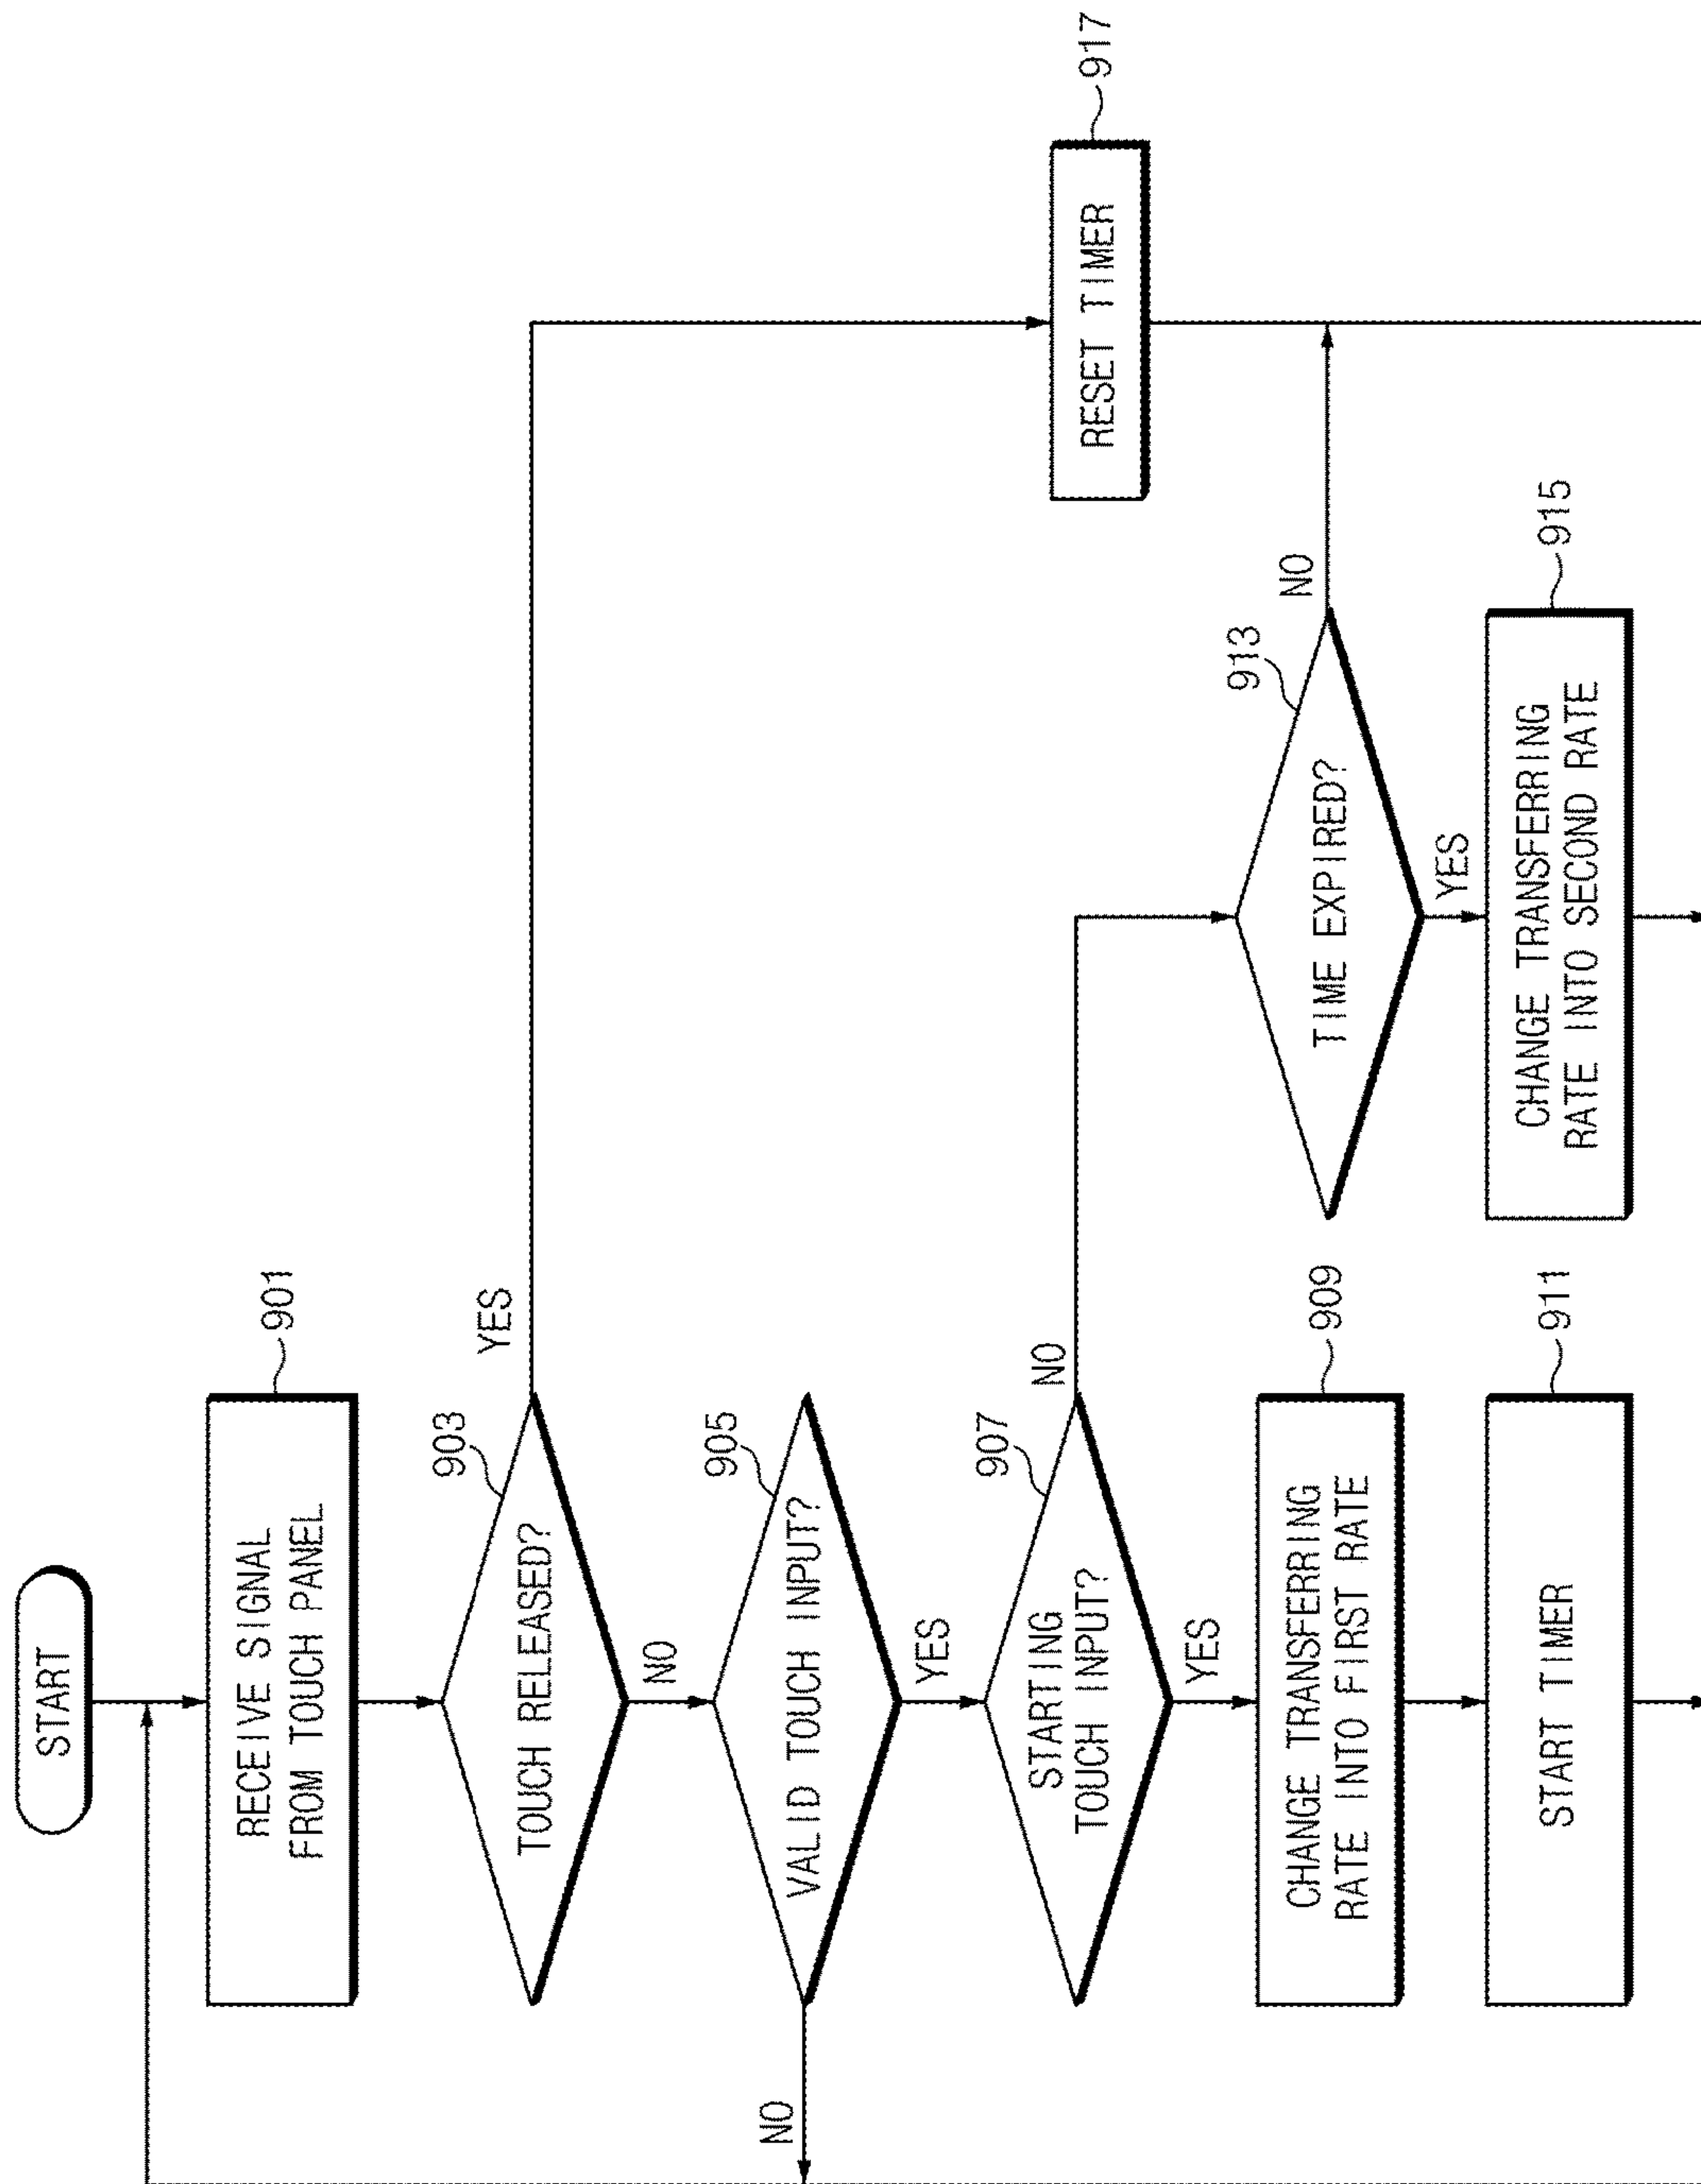 START
RECEIVE SIGNAL
FROM TOUCH PANEL
901
TOUCH RELEASED?
903
YES
NO
VALID TOUCH INPUT?
905
NO
YES
STARTING
TOUCH INPUT?
907
NO
YES
CHANGE TRANSFERRING
RATE INTO FIRST RATE
909
START TIMER
911
TIME EXPIRED?
913
NO
YES
CHANGE TRANSFERRING
RATE INTO SECOND RATE
915
RESET TIMER
917